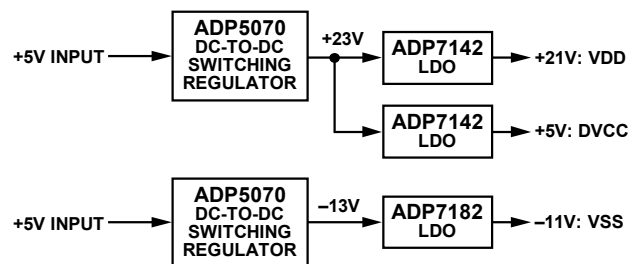 +5V INPUT
ADP5070
DC-TO-DC
SWITCHING
REGULATOR
+23V
ADP7142
LDO
+21V: VDD
ADP7142
LDO
+5V: DVCC
+5V INPUT
ADP5070
DC-TO-DC
SWITCHING
REGULATOR
–13V
ADP7182
LDO
–11V: VSS